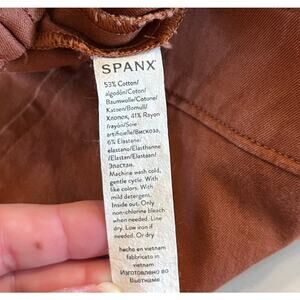 SPANX
53% Cotton/
algodón/Coton/
Baumwolle/Cotone/
Katoen/Bomull/
Хлопок, 41% Rayon
/rayón/Soie
artificielle/Вискоза,
6% Elastane/
elastano/Elasthanne
/Elastan/Elastaan/
Эластан.
Machine wash cold,
gentle cycle. With
like colors. With
mild detergent.
Inside out. Only
non-chlorine bleach
when needed. Line
dry. Low iron if
needed. Or dry
hecho en vietnam
fabbricato in
vietnam.
Изготовлено во
Вьетнаме